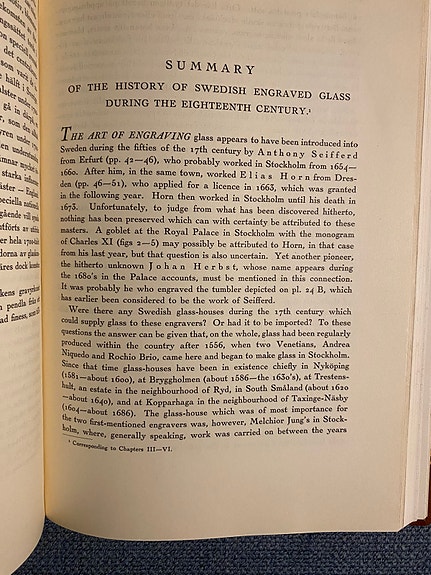 SUMMARY
OF THE HISTORY OF SWEDISH ENGRAVED GLASS
DURING THE EIGHTEENTH CENTURY.¹
THE ART OF ENGRAVING glass appears to have been introduced into
Sweden during the fifties of the 17th century by Anthony Seifferd
from Erfurt (pp. 42—46), who probably worked in Stockholm from 1654—
1660. After him, in the same town, worked Elias Horn from Dres-
den (pp. 46—51), who applied for a licence in 1663, which was granted
in the following year. Horn then worked in Stockholm until his death in
1673. Unfortunately, to judge from what has been discovered hitherto,
nothing has been preserved which can with certainty be attributed to these
masters. A goblet at the Royal Palace in Stockholm with the monogram
of Charles XI (figs 2—5) may possibly be attributed to Horn, in that case
from his last year, but that question is also uncertain. Yet another pioneer,
the hitherto unknown Johann Herbst, whose name appears during
the 1680's in the Palace accounts, must be mentioned in this connection.
It was probably he who engraved the tumbler depicted on pl. 24 B, which
has earlier been considered to be the work of Seifferd.
Were there any Swedish glass-houses during the 17th century which
could supply glass to these engravers? Or had it to be imported? To these
questions the answer can be given that, on the whole, glass had been regularly
produced within the country after 1556, when two Venetians, Andrea
Niquedo and Rochio Brio, came here and began to make glass in Stockholm.
Since that time glass-houses have been in existence chiefly in Nyköping
(1581—about 1600), at Bryggholmen (about 1586—the 1630's), at Trestens-
hult, an estate in the neighbourhood of Ryd, in South Småland (about 1620
—about 1640), and at Kopparhaga in the neighbourhood of Taxinge-Näsby
(1604—about 1686). The glass-house which was of most importance for
the two first-mentioned engravers was, however, Melchior Jung's in Stock-
holm, where, generally speaking, work was carried on between the years
¹ Corresponding to Chapters III—VI.